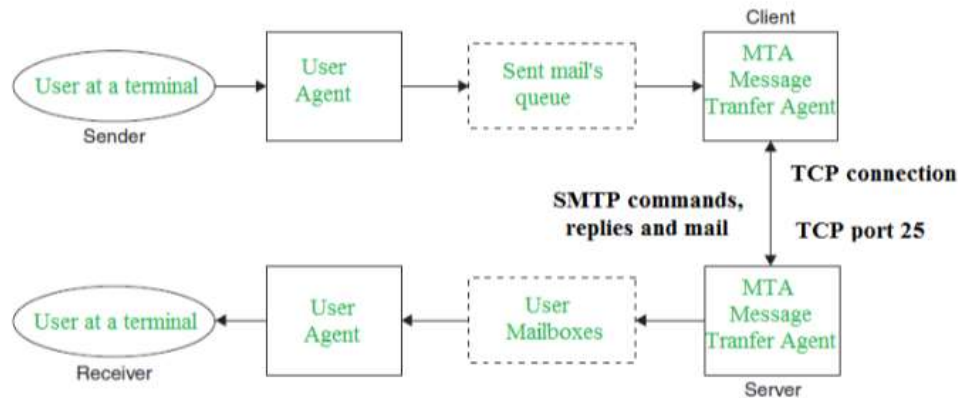 Client
User at a terminal
User
Agent
Sent mail's
queue
MTA
Message
Tranfer Agent
Sender
TCP connection
SMTP commands,
replies and mail
TCP port 25
User at a terminal
User
Agent
User
Mailboxes
MTA
Message
Tranfer Agent
Receiver
Server